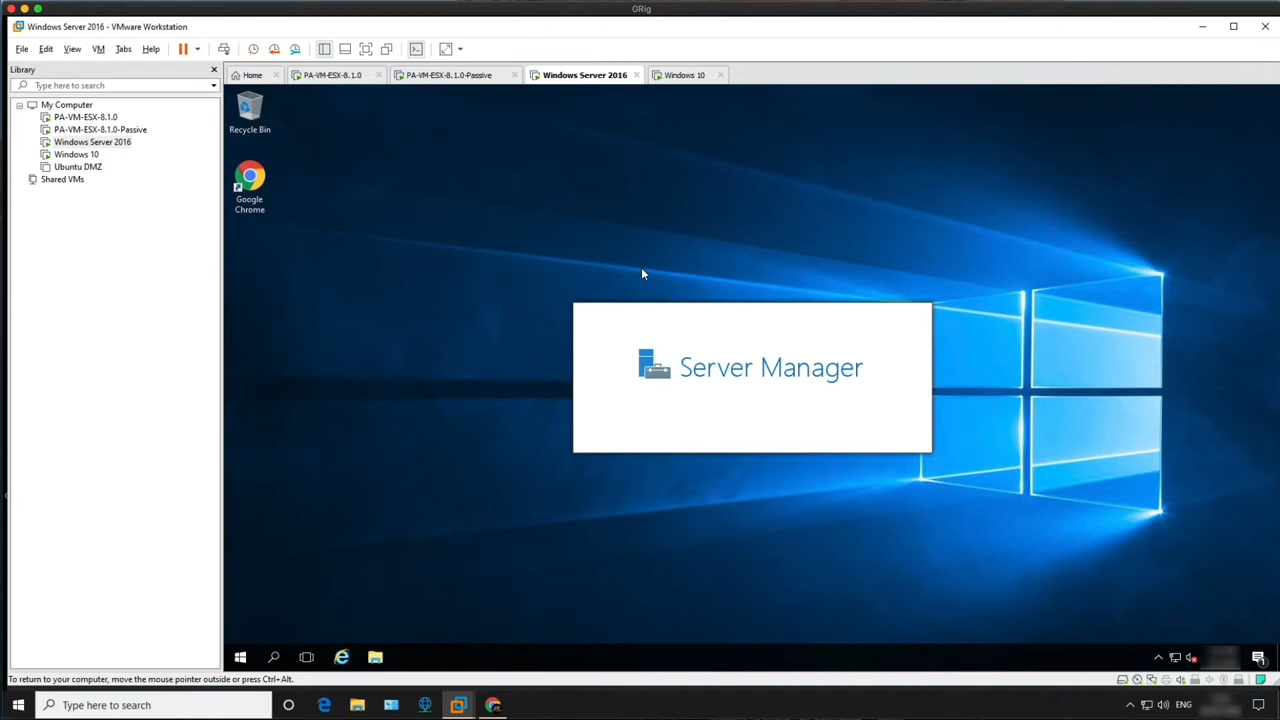 GRig
Windows Server 2016 - VMware Workstation
File Edit View VM Tabs Help
Library
Type here to search
My Computer
PA-VM-ESX-8.1.0
PA-VM-ESX-8.1.0-Passive
Windows Server 2016
Windows 10
Ubuntu DMZ
Shared VMs
Home PA-VM-ESX-8.1.0 PA-VM-ESX-8.1.0-Passive Windows Server 2016 Windows 10
Recycle Bin
Google
Chrome
Server Manager
To return to your computer, move the mouse pointer outside or press Ctrl+Alt.
Type here to search
ENG